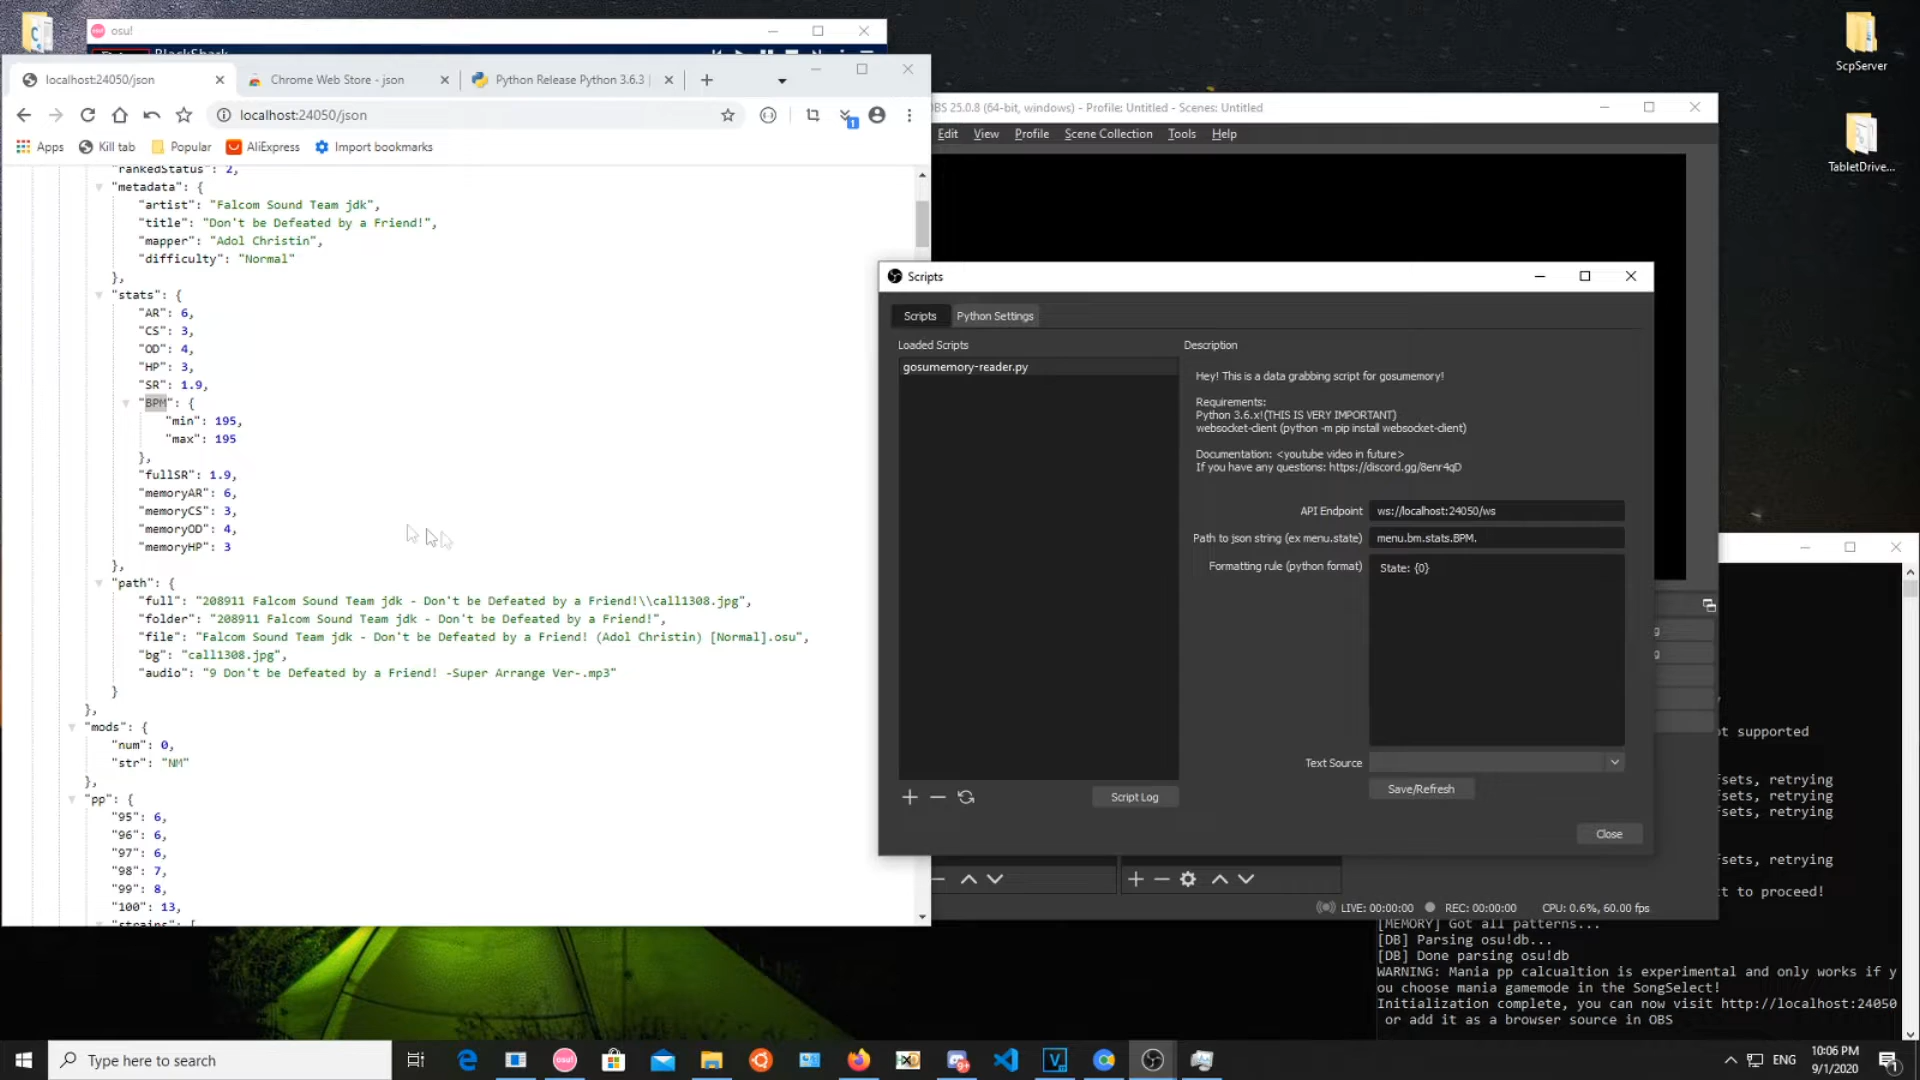 osu!
BlackShark
localhost:24050/json
Chrome Web Store - json
Python Release Python 3.6.3
localhost:24050/json
Apps
Kill tab
Popular
AliExpress
Import bookmarks
"rankedStatus": 2,
"metadata": {
"artist": "Falcom Sound Team jdk",
"title": "Don't be Defeated by a Friend!",
"mapper": "Adol Christin",
"difficulty": "Normal"
},
"stats": {
"AR": 6,
"CS": 3,
"OD": 4,
"HP": 3,
"SR": 1.9,
"BPM": {
"min": 195,
"max": 195
},
"fullSR": 1.9,
"memoryAR": 6,
"memoryCS": 3,
"memoryOD": 4,
"memoryHP": 3
},
"path": {
"full": "208911 Falcom Sound Team jdk - Don't be Defeated by a Friend!\\call1308.jpg",
"folder": "208911 Falcom Sound Team jdk - Don't be Defeated by a Friend!",
"file": "Falcom Sound Team jdk - Don't be Defeated by a Friend! (Adol Christin) [Normal].osu",
"bg": "call1308.jpg",
"audio": "9 Don't be Defeated by a Friend! -Super Arrange Ver-.mp3"
}
},
"mods": {
"num": 0,
"str": "NM"
},
"pp": {
"95": 6,
"96": 6,
"97": 6,
"98": 7,
"99": 8,
"100": 13,
"strains": [
OBS 25.0.8 (64-bit, windows) - Profile: Untitled - Scenes: Untitled
Edit
View
Profile
Scene Collection
Tools
Help
Scripts
Scripts
Python Settings
Loaded Scripts
gosumemory-reader.py
Script Log
Description
Hey! This is a data grabbing script for gosumemory!
Requirements:
Python 3.6.x!(THIS IS VERY IMPORTANT)
websocket-client (python -m pip install websocket-client)
Documentation: <youtube video in future>
If you have any questions: https://discord.gg/8enr4qD
API Endpoint
ws://localhost:24050/ws
Path to json string (ex menu.state)
menu.bm.stats.BPM.
Formatting rule (python format)
State: {0}
Text Source
Save/Refresh
Close
LIVE: 00:00:00
REC: 00:00:00
CPU: 0.6%, 60.00 fps
ScpServer
TabletDrive...
t supported
fsets, retrying
fsets, retrying
fsets, retrying
fsets, retrying
t to proceed!
[MEMORY] Got all patterns...
[DB] Parsing osu!db...
[DB] Done parsing osu!db
WARNING: Mania pp calcualtion is experimental and only works if y
ou choose mania gamemode in the SongSelect!
Initialization complete, you can now visit http://localhost:24050
or add it as a browser source in OBS
Type here to search
ENG
10:06 PM
9/1/2020